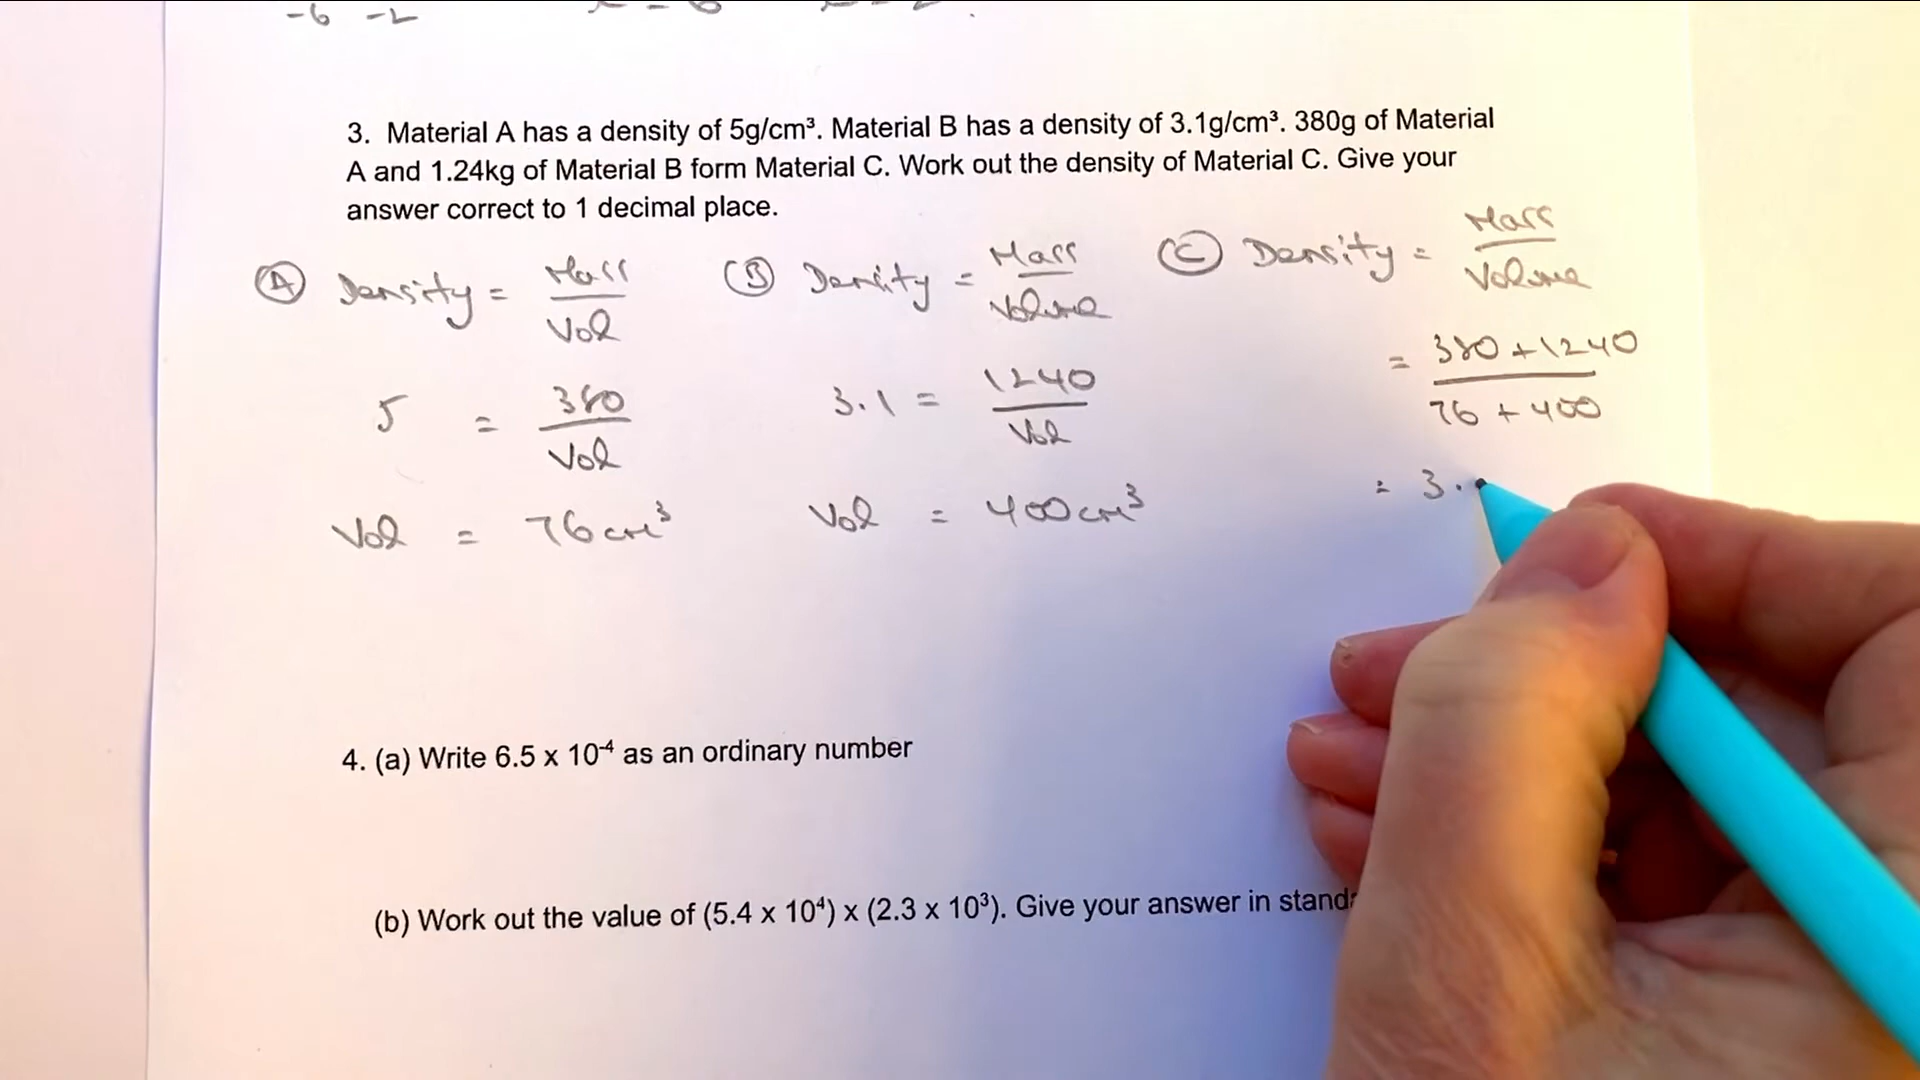 -6 -2
3. Material A has a density of 5g/cm³. Material B has a density of 3.1g/cm³. 380g of Material
A and 1.24kg of Material B form Material C. Work out the density of Material C. Give your
answer correct to 1 decimal place.
Ⓐ Density = Mass / Vol
5 = 380 / Vol
Vol = 76cm³
Ⓑ Density = Mass / Volume
3.1 = 1240 / Vol
Vol = 400cm³
Ⓒ Density = Mass / Volume
= 380 + 1240 / 76 + 400
= 3.
4. (a) Write 6.5 x 10⁻⁴ as an ordinary number
(b) Work out the value of (5.4 x 10⁴) x (2.3 x 10³). Give your answer in